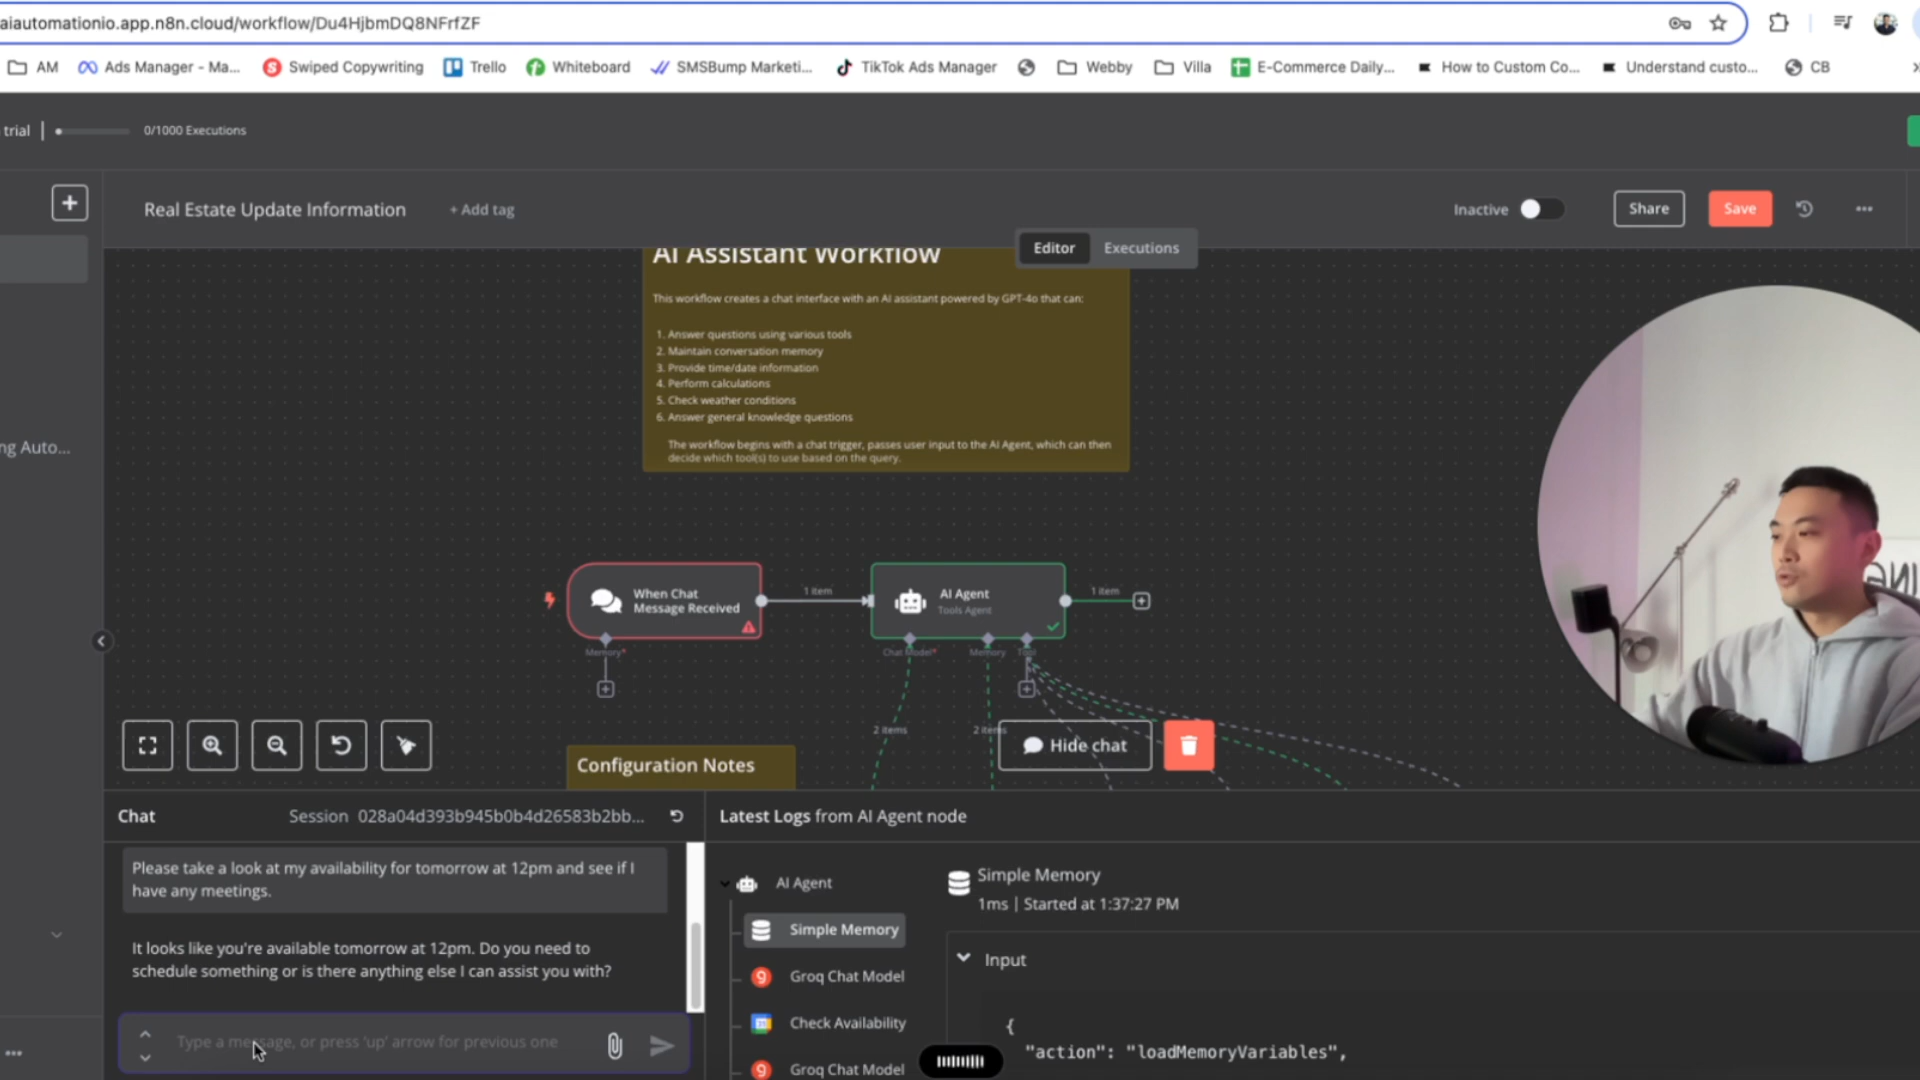 aiautomationio.app.n8n.cloud/workflow/Du4HjbmDQ8NFrfZF
AM
Ads Manager - Ma...
Swiped Copywriting
Trello
Whiteboard
SMSBump Marketi...
TikTok Ads Manager
Webby
Villa
E-Commerce Daily...
How to Custom Co...
Understand custo...
CB
trial
0/1000 Executions
Real Estate Update Information
+ Add tag
Inactive
Share
Save
Editor
Executions
AI Assistant Workflow
This workflow creates a chat interface with an AI assistant powered by GPT-4o that can:
1. Answer questions using various tools
2. Maintain conversation memory
3. Provide time/date information
4. Perform calculations
5. Check weather conditions
6. Answer general knowledge questions
The workflow begins with a chat trigger, passes user input to the AI Agent, which can then
decide which tool(s) to use based on the query.
ng Auto...
When Chat
Message Received
1 item
AI Agent
Tools Agent
1 item
Memory*
Chat Model*
Memory
Tool
2 items
2 items
Hide chat
Configuration Notes
Chat
Session 028a04d393b945b0b4d26583b2bb...
Latest Logs from AI Agent node
Please take a look at my availability for tomorrow at 12pm and see if I
have any meetings.
It looks like you're available tomorrow at 12pm. Do you need to
schedule something or is there anything else I can assist you with?
Type a message, or press 'up' arrow for previous one
AI Agent
Simple Memory
Groq Chat Model
Check Availability
Groq Chat Model
Simple Memory
1ms | Started at 1:37:27 PM
Input
{
"action": "loadMemoryVariables",